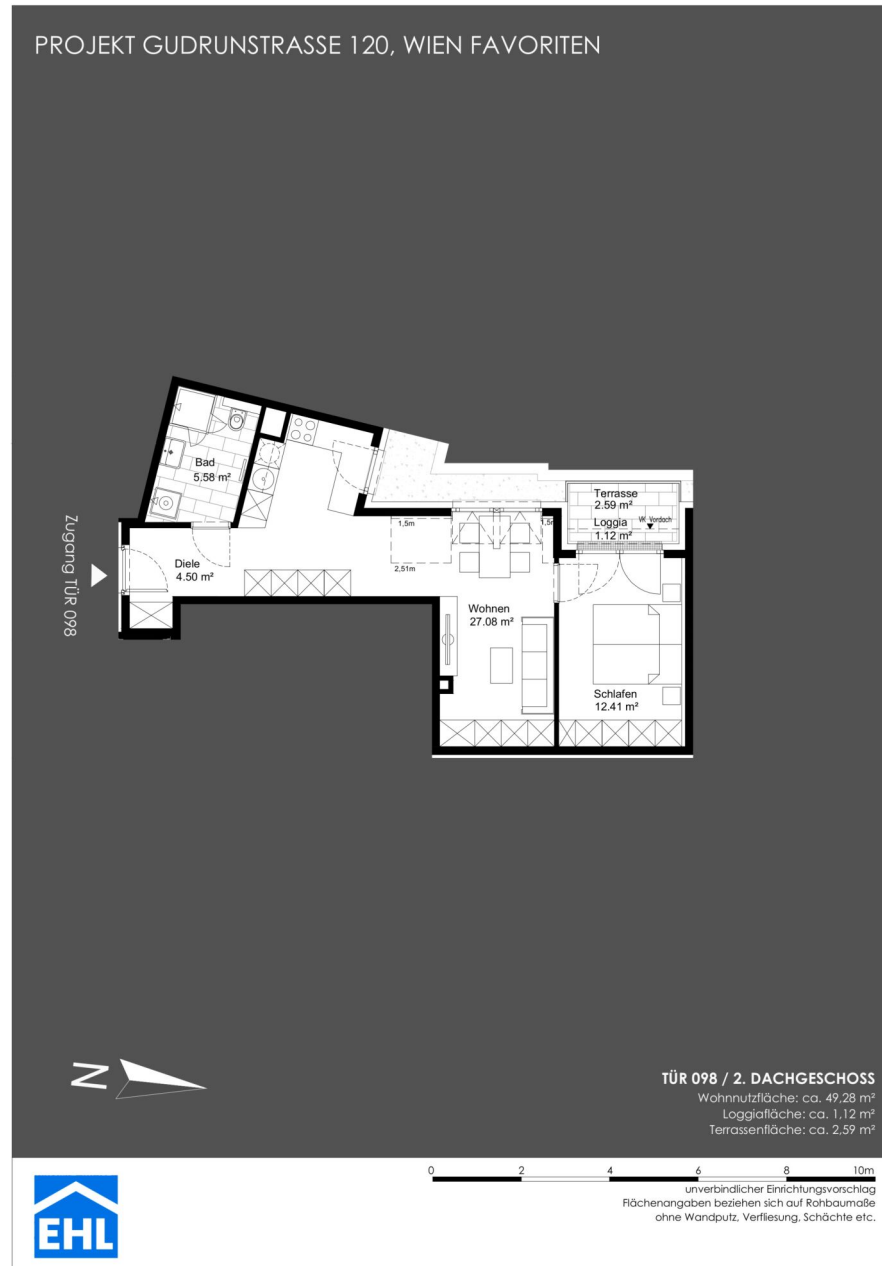 PROJEKT GUDRUNSTRASSE 120, WIEN FAVORITEN
Bad
5.58 m²
Terrasse
2.59 m²
Loggia
VK Vordach
1.12 m²
1,5m
1,5m
2,51m
Diele
4.50 m²
Zugang TÜR 098
Wohnen
27.08 m²
Schlafen
12.41 m²
N
TÜR 098 / 2. DACHGESCHOSS
Wohnnutzfläche: ca. 49,28 m²
Loggiafläche: ca. 1,12 m²
Terrassenfläche: ca. 2,59 m²
0 2 4 6 8 10m
unverbindlicher Einrichtungsvorschlag
Flächenangaben beziehen sich auf Rohbaumaße
ohne Wandputz, Verfliesung, Schächte etc.
EHL